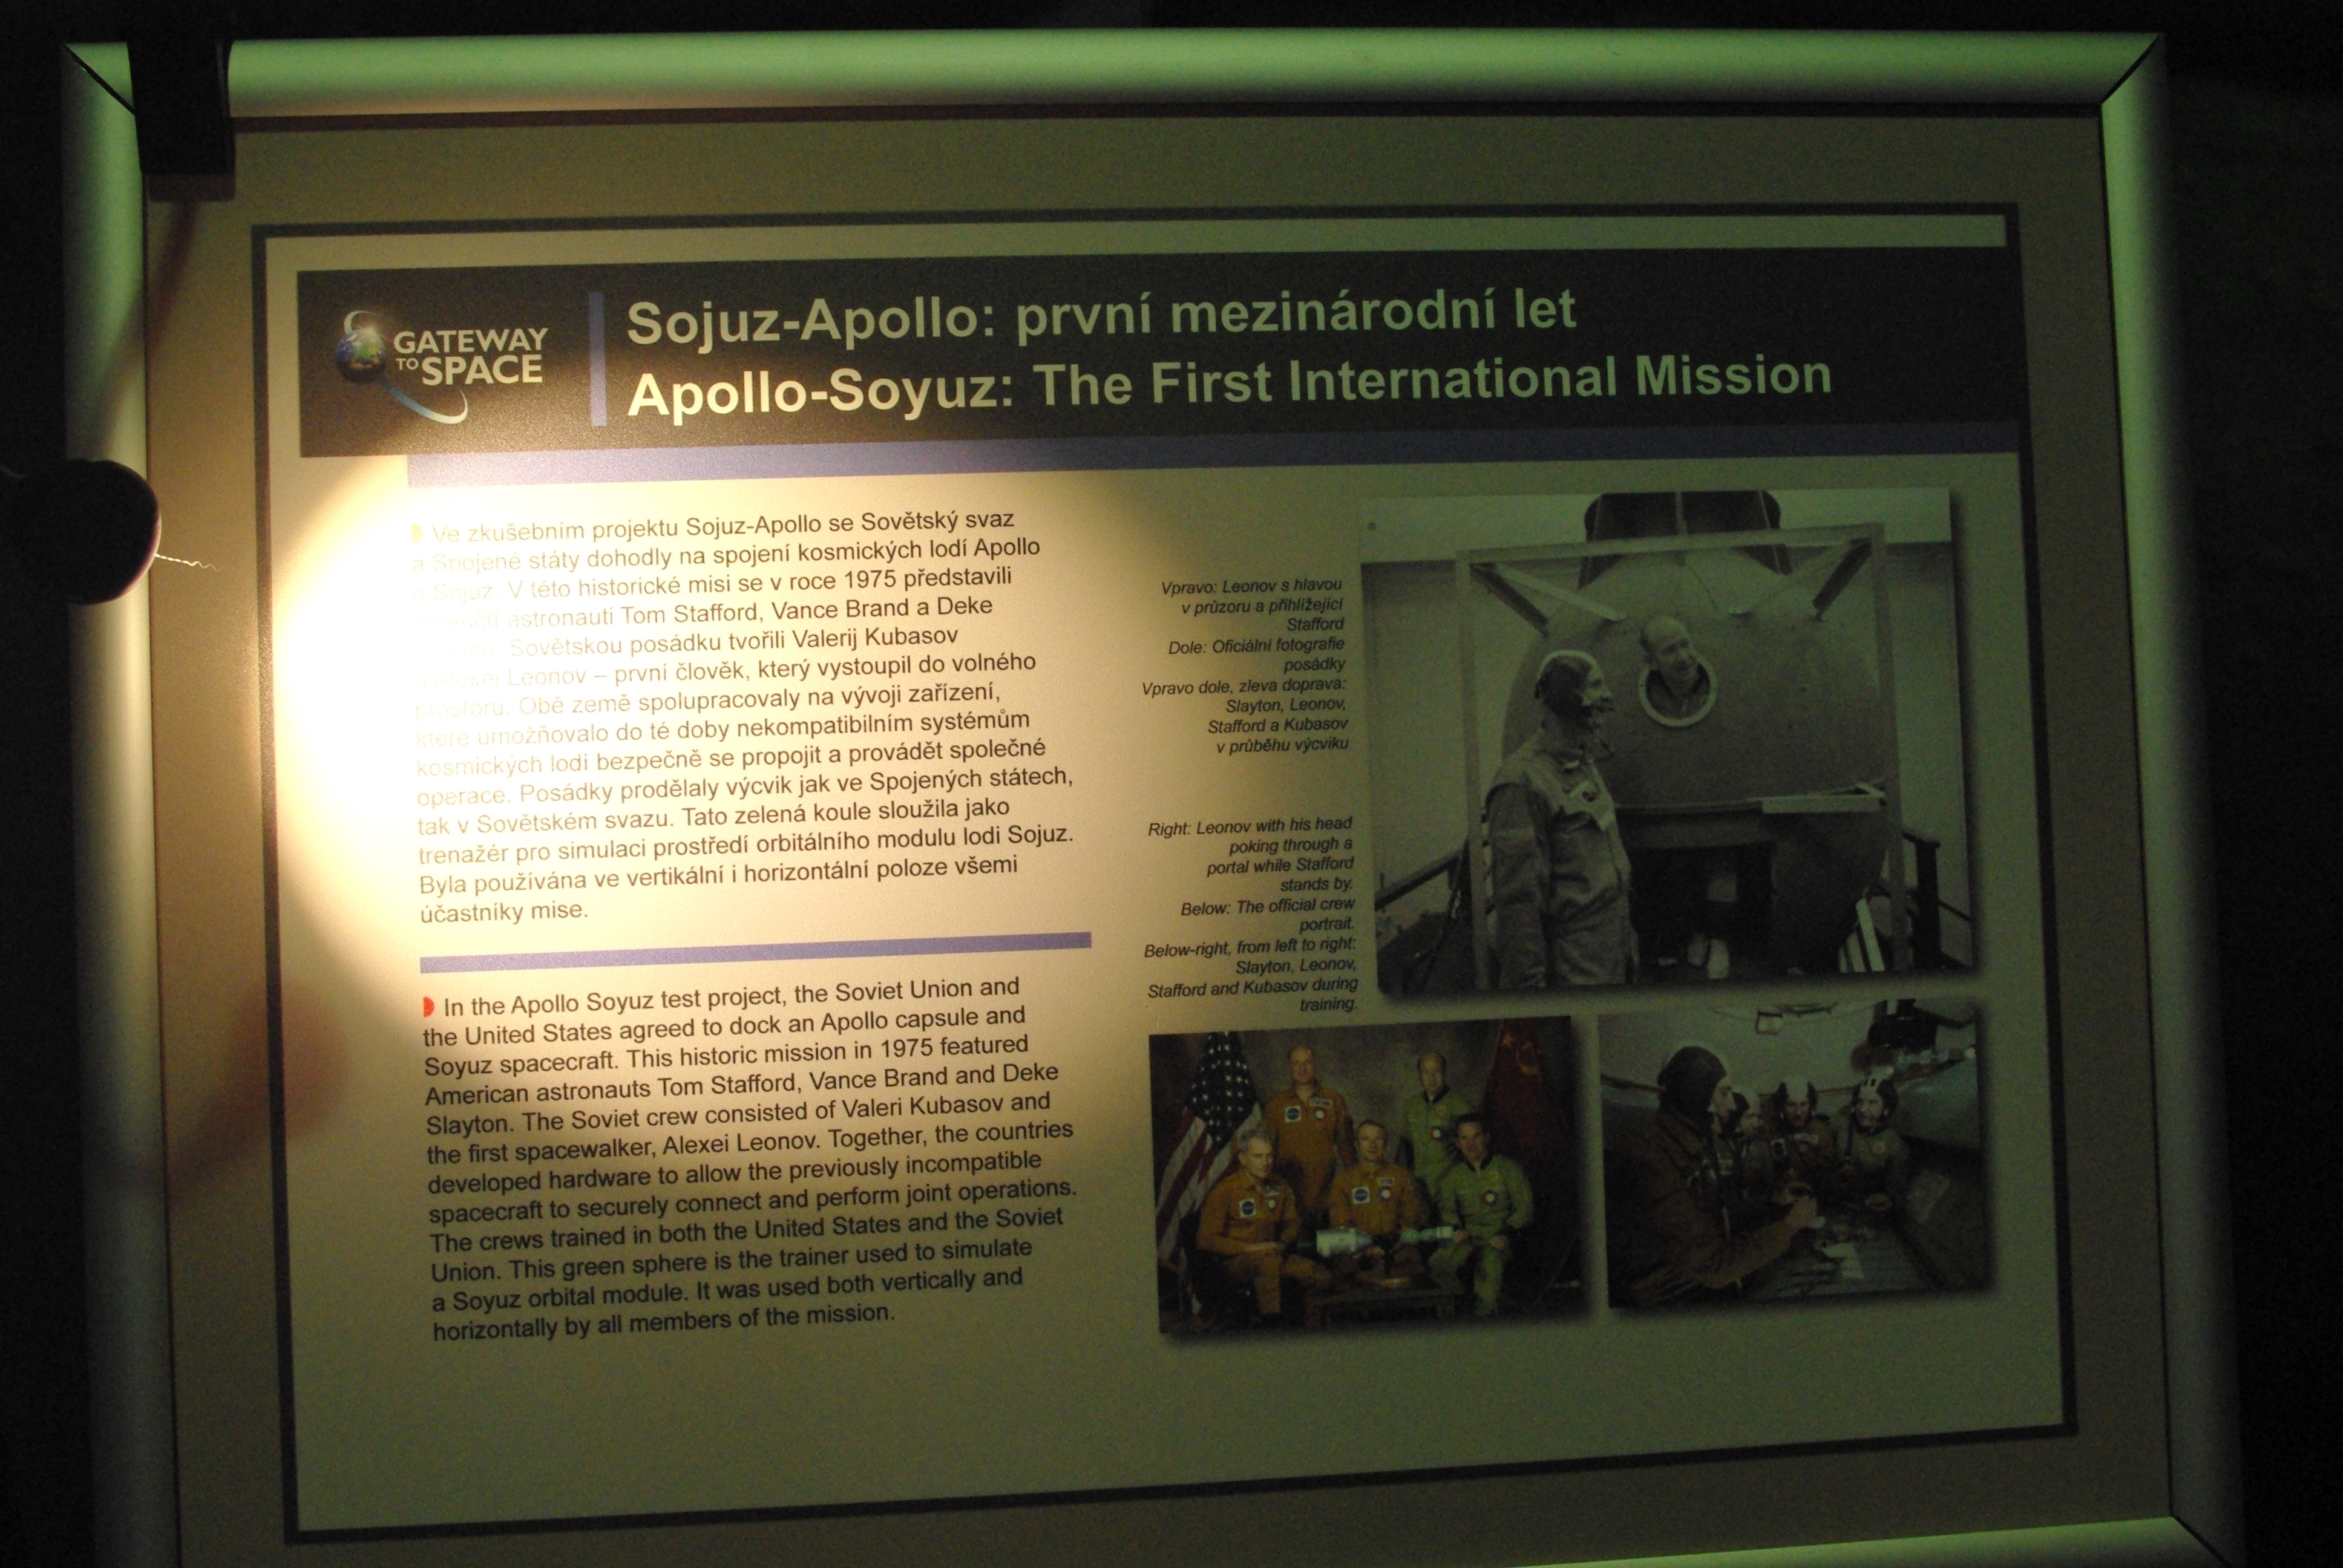 GATEWAY
TO SPACE
Sojuz-Apollo: první mezinárodní let
Apollo-Soyuz: The First International Mission
Ve zkušebním projektu Sojuz-Apollo se Sovětský svaz
a Spojené státy dohodly na spojení kosmických lodí Apollo
a Sojuz. V této historické misi se v roce 1975 představili
astronauti Tom Stafford, Vance Brand a Deke
Sovětskou posádku tvořili Valerij Kubasov
Leonov – první člověk, který vystoupil do volného
prostoru. Obě země spolupracovaly na vývoji zařízení,
které umožňovalo do té doby nekompatibilním systémům
kosmických lodí bezpečně se propojit a provádět společné
operace. Posádky prodělaly výcvik jak ve Spojených státech,
tak v Sovětském svazu. Tato zelená koule sloužila jako
trenažér pro simulaci prostředí orbitálního modulu lodi Sojuz.
Byla používána ve vertikální i horizontální poloze všemi
účastníky mise.
In the Apollo Soyuz test project, the Soviet Union and
the United States agreed to dock an Apollo capsule and
Soyuz spacecraft. This historic mission in 1975 featured
American astronauts Tom Stafford, Vance Brand and Deke
Slayton. The Soviet crew consisted of Valeri Kubasov and
the first spacewalker, Alexei Leonov. Together, the countries
developed hardware to allow the previously incompatible
spacecraft to securely connect and perform joint operations.
The crews trained in both the United States and the Soviet
Union. This green sphere is the trainer used to simulate
a Soyuz orbital module. It was used both vertically and
horizontally by all members of the mission.
Vpravo: Leonov s hlavou
v průzoru a přihlížející
Stafford
Dole: Oficiální fotografie
posádky
Vpravo dole, zleva doprava:
Slayton, Leonov,
Stafford a Kubasov
v průběhu výcviku
Right: Leonov with his head
poking through a
portal while Stafford
stands by.
Below: The official crew
portrait.
Below-right, from left to right:
Slayton, Leonov,
Stafford and Kubasov during
training.